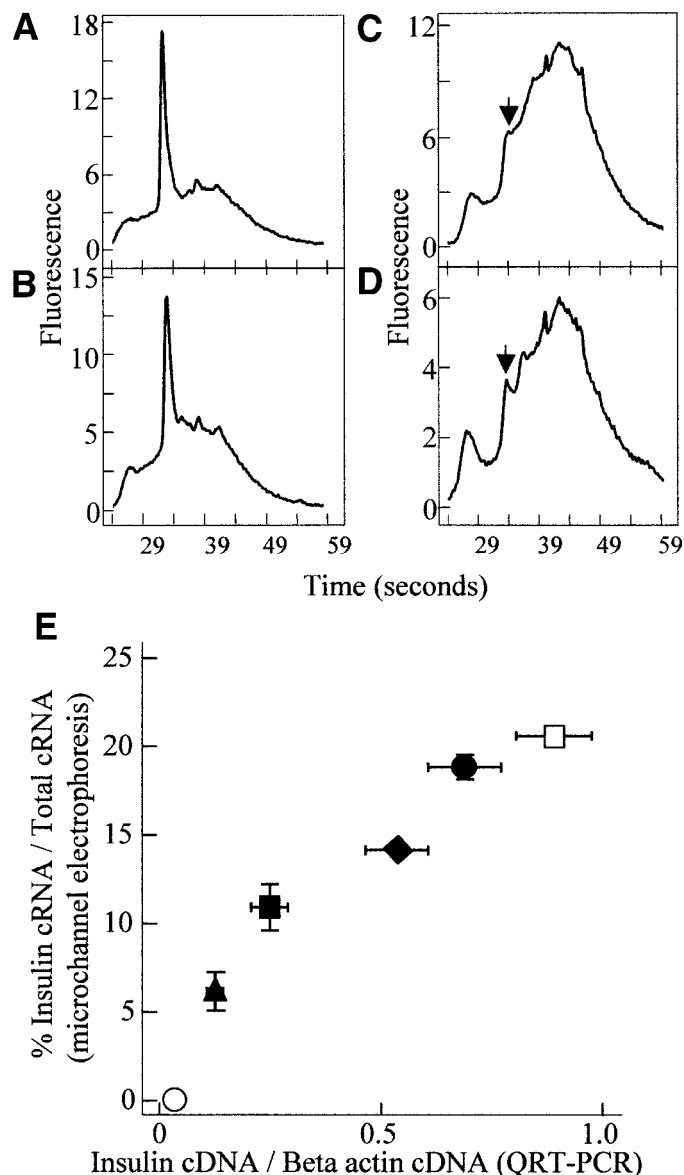 A
18
12
6
0
B
15
10
5
0
Fluorescence
C
12
9
6
3
0
D
6
4
2
0
Fluorescence
29 39 49 59
29 39 49 59
Time (seconds)
E
25
20
15
10
5
0
% Insulin cRNA / Total cRNA
(microchannel electrophoresis)
0 0.5 1.0
Insulin cDNA / Beta actin cDNA (QRT-PCR)